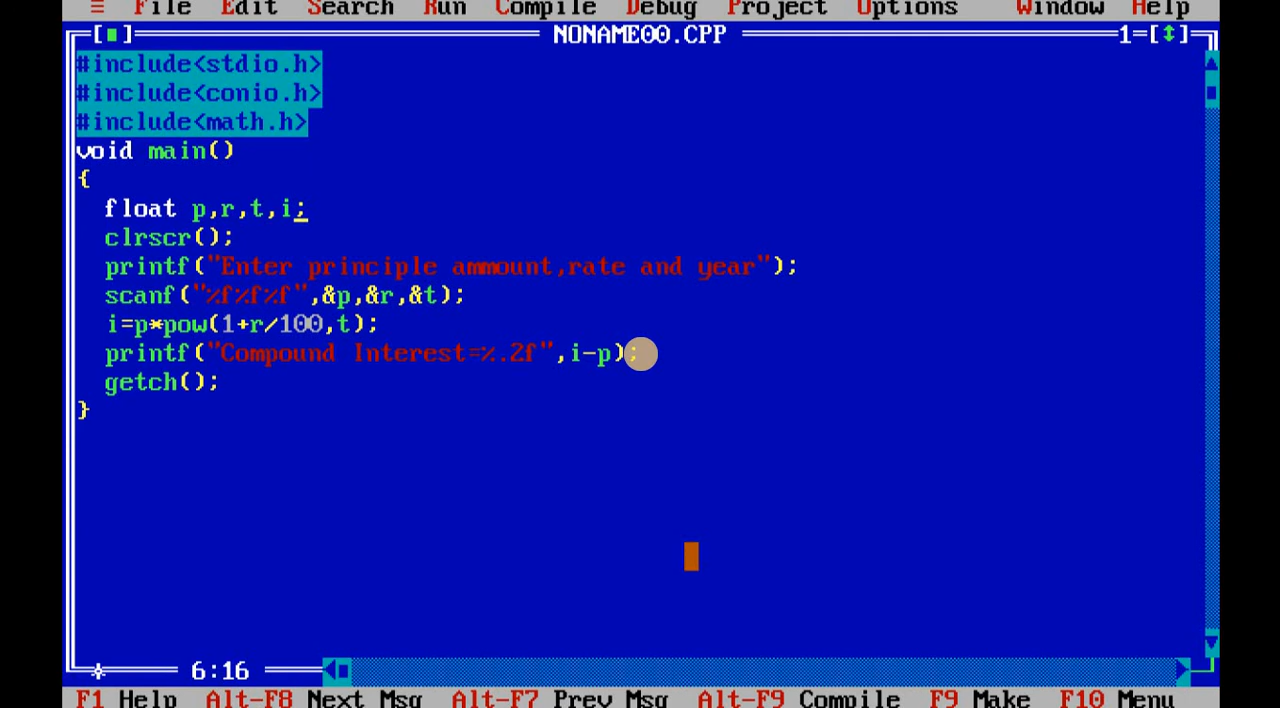 ≡ File Edit Search Run Compile Debug Project Options Window Help
[■] NONAME00.CPP 1=[↕]
#include<stdio.h>
#include<conio.h>
#include<math.h>
void main()
{
float p,r,t,i;
clrscr();
printf("Enter principle ammount,rate and year");
scanf("%f%f%f",&p,&r,&t);
i=p*pow(1+r/100,t);
printf("Compound Interest=%.2f",i-p);
getch();
}
6:16
F1 Help Alt-F8 Next Msg Alt-F7 Prev Msg Alt-F9 Compile F9 Make F10 Menu